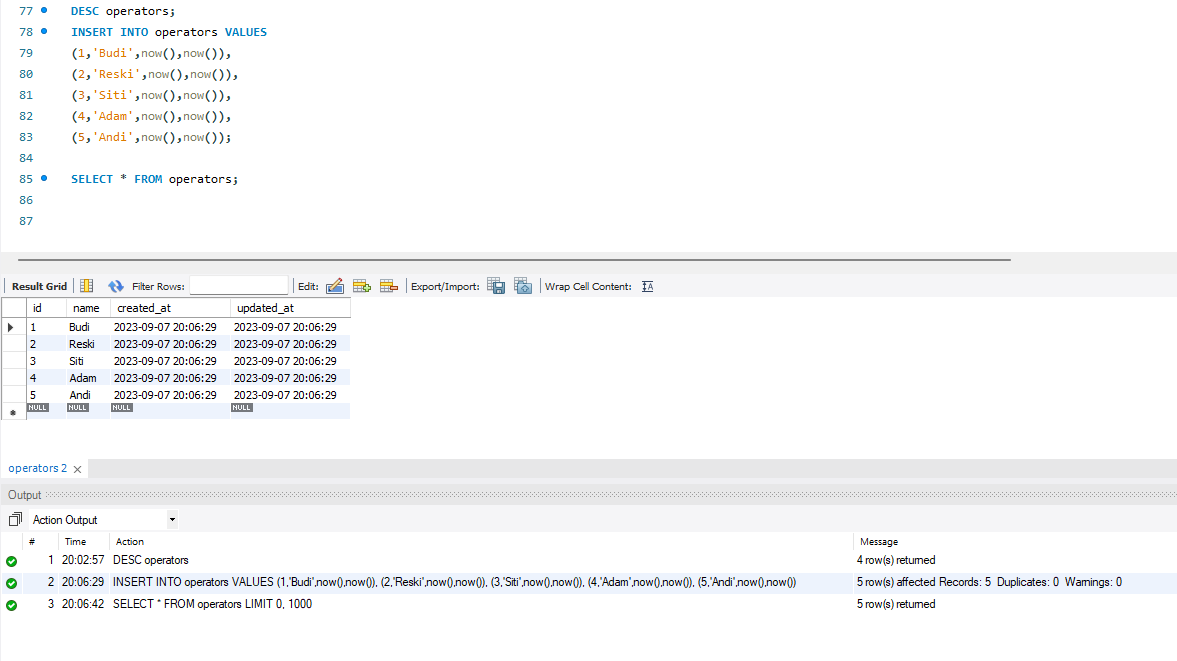 77 DESC operators;
78 INSERT INTO operators VALUES
79 (1,'Budi',now(),now()),
80 (2,'Reski',now(),now()),
81 (3,'Siti',now(),now()),
82 (4,'Adam',now(),now()),
83 (5,'Andi',now(),now());
84
85 SELECT * FROM operators;
86
87
Result Grid Filter Rows: Edit: Export/Import: Wrap Cell Content:
id name created_at updated_at
1 Budi 2023-09-07 20:06:29 2023-09-07 20:06:29
2 Reski 2023-09-07 20:06:29 2023-09-07 20:06:29
3 Siti 2023-09-07 20:06:29 2023-09-07 20:06:29
4 Adam 2023-09-07 20:06:29 2023-09-07 20:06:29
5 Andi 2023-09-07 20:06:29 2023-09-07 20:06:29
NULL NULL NULL NULL
operators 2
Output
Action Output
# Time Action Message
1 20:02:57 DESC operators 4 row(s) returned
2 20:06:29 INSERT INTO operators VALUES (1,'Budi',now(),now()), (2,'Reski',now(),now()), (3,'Siti',now(),now()), (4,'Adam',now(),now()), (5,'Andi',now(),now()) 5 row(s) affected Records: 5 Duplicates: 0 Warnings: 0
3 20:06:42 SELECT * FROM operators LIMIT 0, 1000 5 row(s) returned